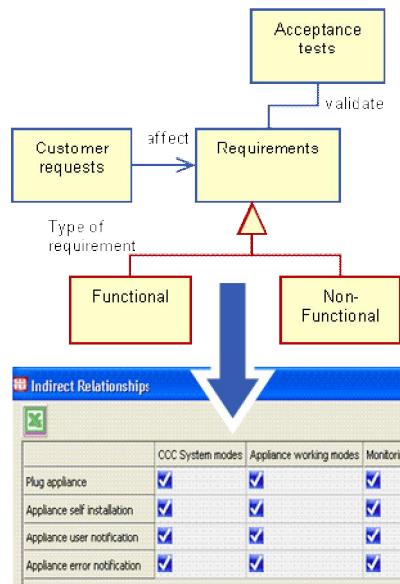 Acceptance
tests
validate
affect
Customer
requests
Requirements
Type of
requirement
Functional
Non-
Functional
Indirect Relationships
CCC System modes Appliance working modes Monitori
Plug appliance
Appliance self installation
Appliance user notification
Appliance error notification